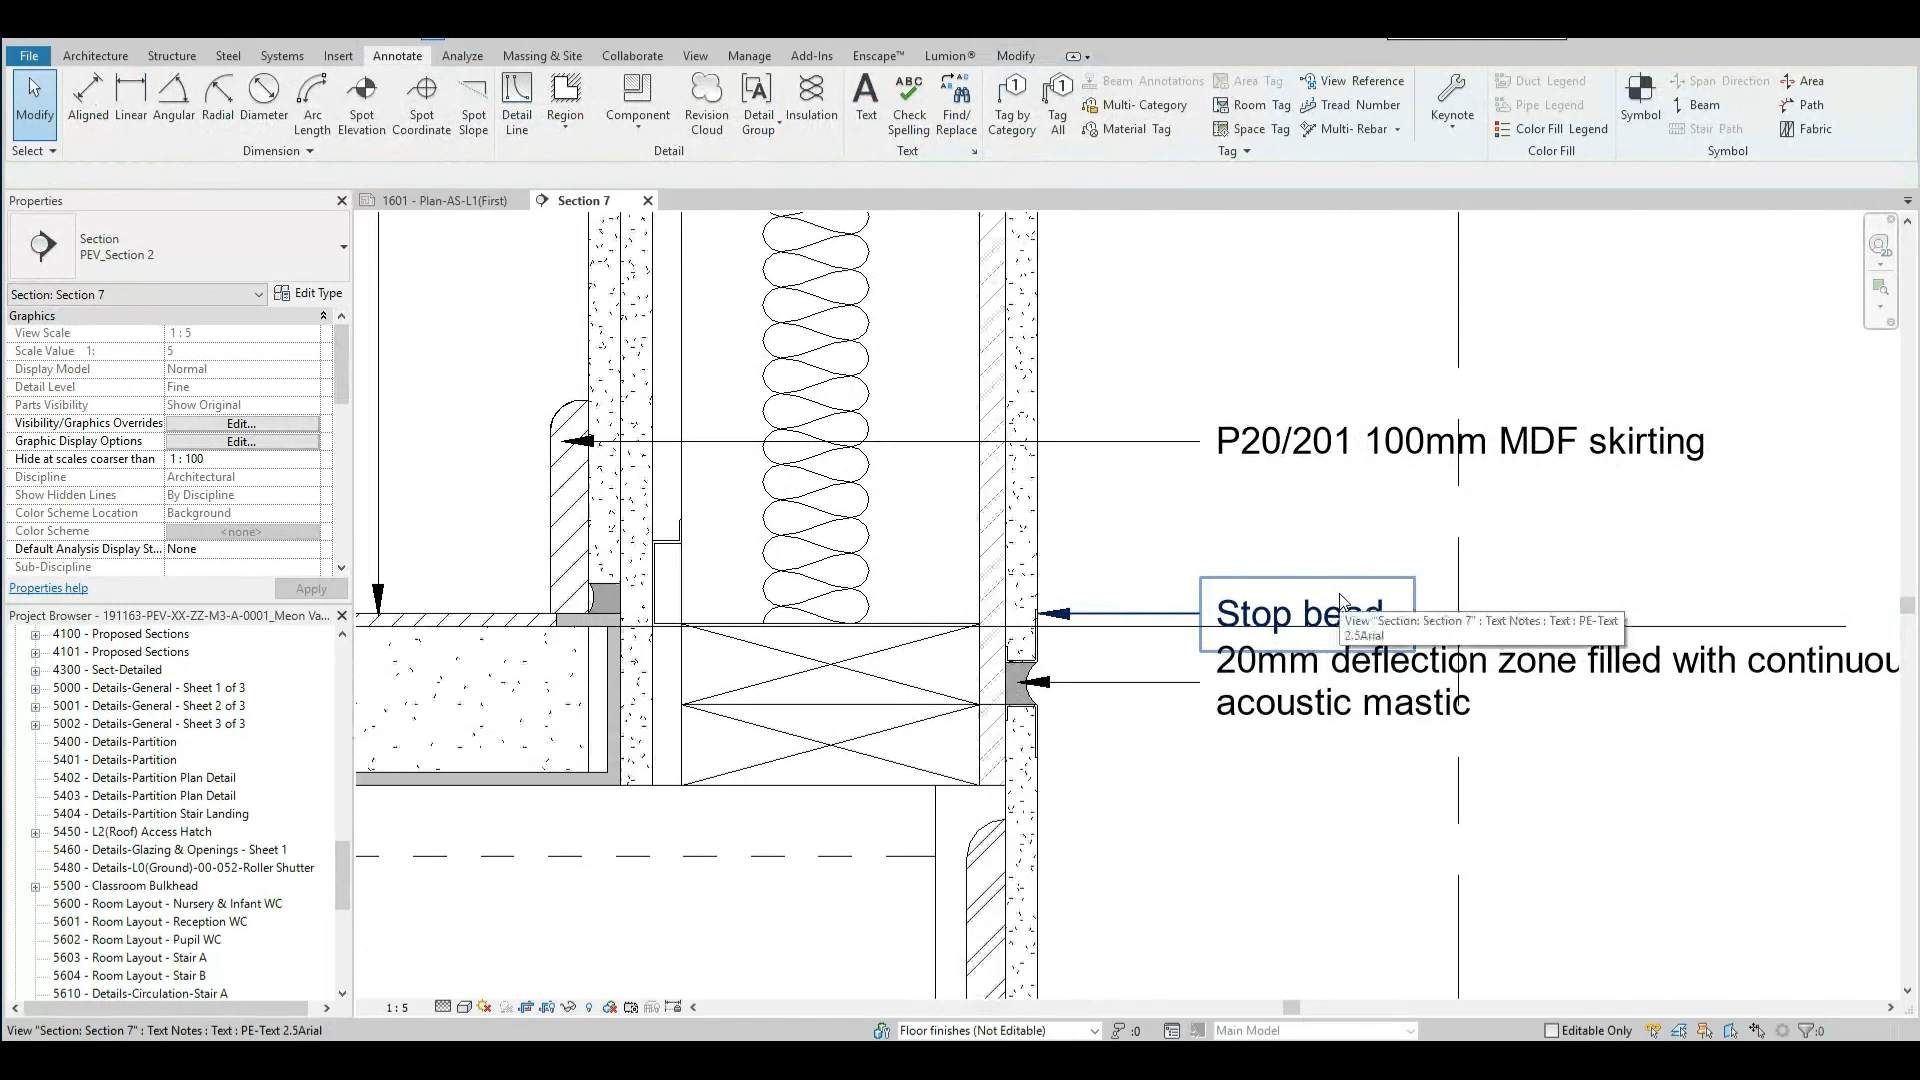 File Architecture Structure Steel Systems Insert Annotate Analyze Massing & Site Collaborate View Manage Add-Ins Enscape™ Lumion® Modify
Modify
Aligned Linear Angular Radial Diameter Arc Length Spot Elevation Spot Coordinate Spot Slope
Detail Line Region Component Revision Cloud Detail Group Insulation
Text ABC Check Spelling Find/ Replace
Tag by Category Tag All
Beam Annotations Area Tag View Reference
Multi- Category Room Tag Tread Number
Material Tag Space Tag Multi- Rebar
Keynote
Duct Legend
Pipe Legend
Color Fill Legend
Symbol
Span Direction Area
Beam Path
Stair Path Fabric
Select Dimension Detail Text Tag Color Fill Symbol
Properties
1601 - Plan-AS-L1(First) Section 7
Section
PEV_Section 2
Section: Section 7 Edit Type
Graphics
View Scale 1 : 5
Scale Value 1: 5
Display Model Normal
Detail Level Fine
Parts Visibility Show Original
Visibility/Graphics Overrides Edit...
Graphic Display Options Edit...
Hide at scales coarser than 1 : 100
Discipline Architectural
Show Hidden Lines By Discipline
Color Scheme Location Background
Color Scheme <none>
Default Analysis Display St... None
Sub-Discipline
Properties help Apply
Project Browser - 191163-PEV-XX-ZZ-M3-A-0001_Meon Va...
4100 - Proposed Sections
4101 - Proposed Sections
4300 - Sect-Detailed
5000 - Details-General - Sheet 1 of 3
5001 - Details-General - Sheet 2 of 3
5002 - Details-General - Sheet 3 of 3
5400 - Details-Partition
5401 - Details-Partition
5402 - Details-Partition Plan Detail
5403 - Details-Partition Plan Detail
5404 - Details-Partition Stair Landing
5450 - L2(Roof) Access Hatch
5460 - Details-Glazing & Openings - Sheet 1
5480 - Details-L0(Ground)-00-052-Roller Shutter
5500 - Classroom Bulkhead
5600 - Room Layout - Nursery & Infant WC
5601 - Room Layout - Reception WC
5602 - Room Layout - Pupil WC
5603 - Room Layout - Stair A
5604 - Room Layout - Stair B
5610 - Details-Circulation-Stair A
P20/201 100mm MDF skirting
Stop bead
View "Section: Section 7" : Text Notes : Text : PE-Text
2.5Arial
20mm deflection zone filled with continuou
acoustic mastic
2D
1 : 5
View "Section: Section 7" : Text Notes : Text : PE-Text 2.5Arial
Floor finishes (Not Editable) :0 Main Model Editable Only :0